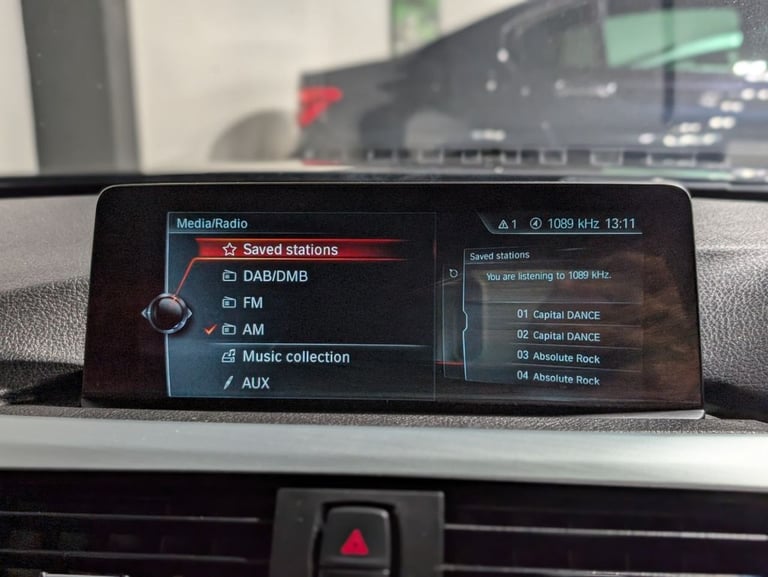 Media/Radio
1 1089 kHz 13:11
Saved stations
DAB/DMB
FM
AM
Music collection
AUX
Saved stations
You are listening to 1089 kHz.
01 Capital DANCE
02 Capital DANCE
03 Absolute Rock
04 Absolute Rock